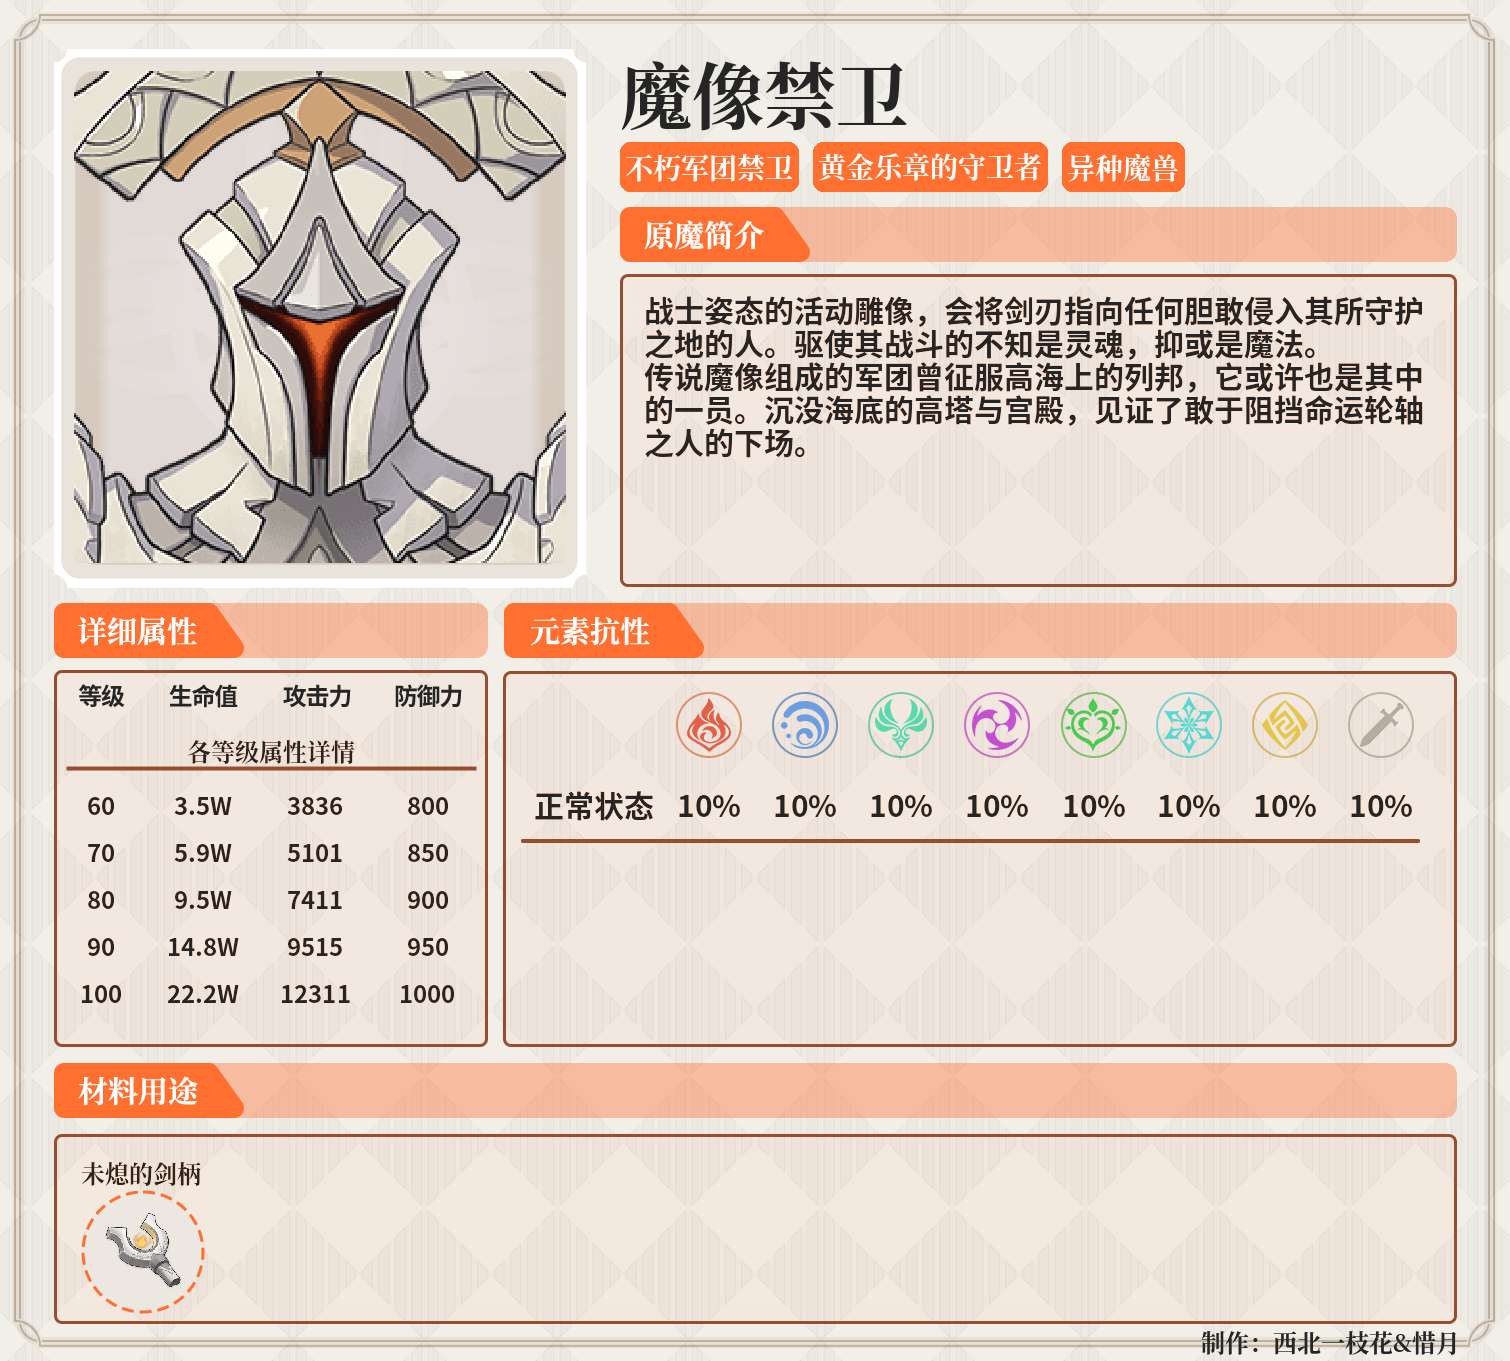 魔像禁卫
不朽军团禁卫 黄金乐章的守卫者 异种魔兽
原魔简介
战士姿态的活动雕像，会将剑刃指向任何胆敢侵入其所守护
之地的人。驱使其战斗的不知是灵魂，抑或是魔法。
传说魔像组成的军团曾征服高海上的列邦，它或许也是其中
的一员。沉没海底的高塔与宫殿，见证了敢于阻挡命运轮轴
之人的下场。
详细属性
等级 生命值 攻击力 防御力
各等级属性详情
60 3.5W 3836 800
70 5.9W 5101 850
80 9.5W 7411 900
90 14.8W 9515 950
100 22.2W 12311 1000
元素抗性
正常状态 10% 10% 10% 10% 10% 10% 10% 10%
材料用途
未熄的剑柄
制作：西北一枝花&惜月